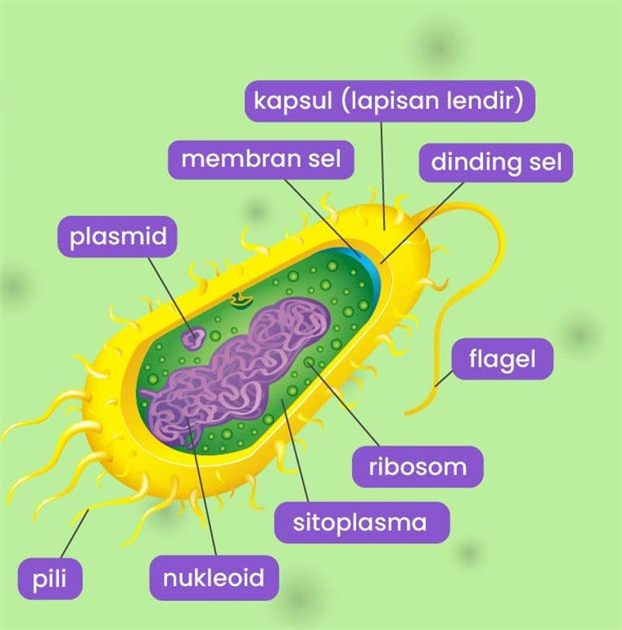 kapsul (lapisan lendir)
membran sel
dinding sel
plasmid
flagel
ribosom
sitoplasma
pili
nukleoid